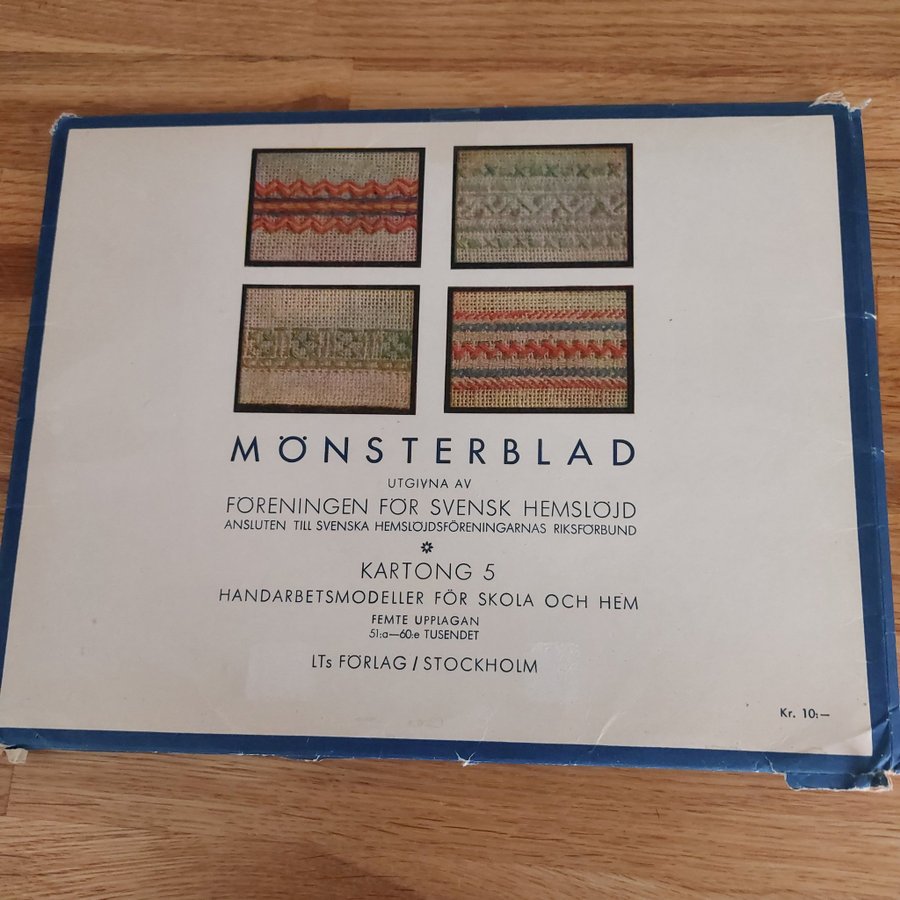 MÖNSTERBLAD
UTGIVNA AV
FÖRENINGEN FÖR SVENSK HEMSLÖJD
ANSLUTEN TILL SVENSKA HEMSLÖJDSFÖRENINGARNAS RIKSFÖRBUND
KARTONG 5
HANDARBETSMODELLER FÖR SKOLA OCH HEM
FEMTE UPPLAGAN
51:a—60:e TUSENDET
LTs FÖRLAG / STOCKHOLM
Kr. 10:—